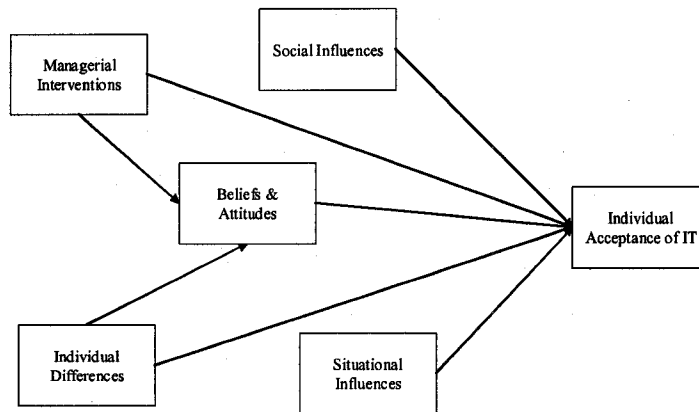 Social Influences
Managerial
Interventions
Beliefs &
Attitudes
Individual
Acceptance of IT
Individual
Differences
Situational
Influences